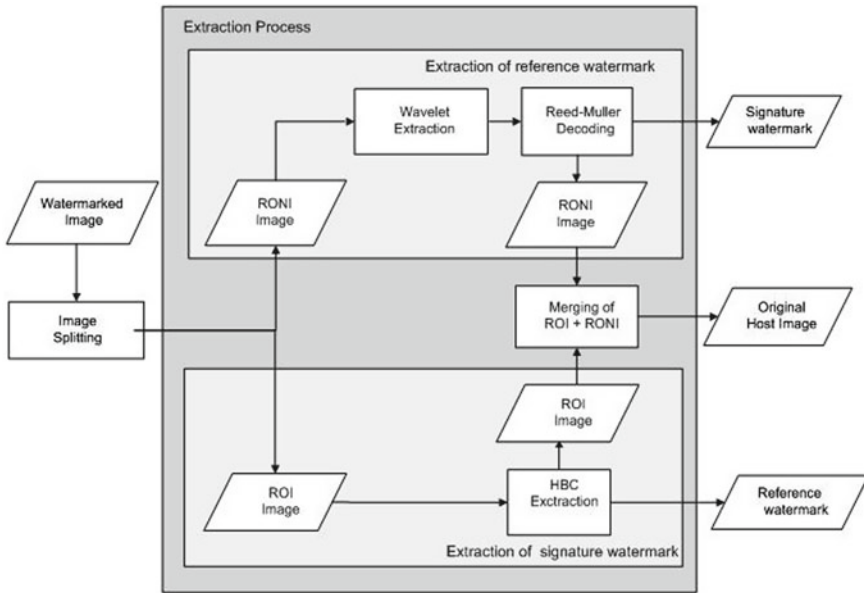 Extraction Process
Extraction of reference watermark
Wavelet
Extraction
Reed-Muller
Decoding
Signature
watermark
Watermarked
Image
RONI
Image
RONI
Image
Image
Splitting
Merging of
ROI + RONI
Original
Host Image
ROI
Image
ROI
Image
HBC
Exctraction
Reference
watermark
Extraction of signature watermark